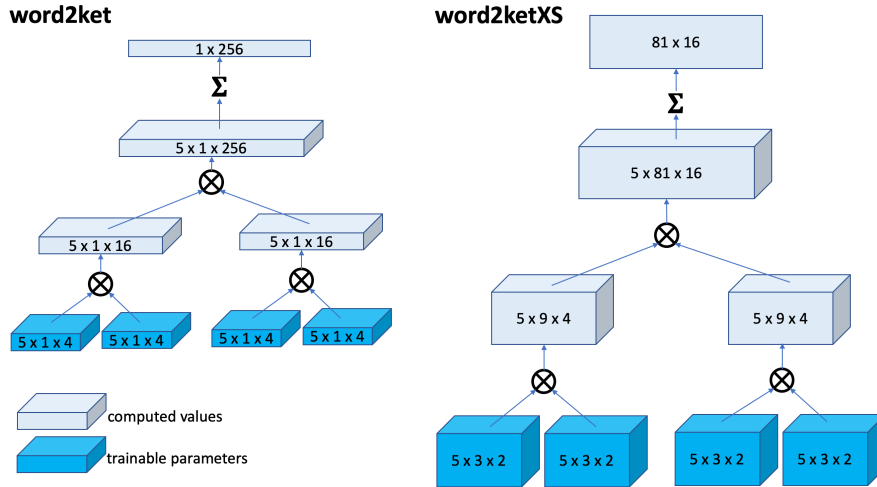 word2ket
1 x 256
Σ
5 x 1 x 256
5 x 1 x 16
5 x 1 x 16
5 x 1 x 4
5 x 1 x 4
5 x 1 x 4
5 x 1 x 4
computed values
trainable parameters
word2ketXS
81 x 16
Σ
5 x 81 x 16
5 x 9 x 4
5 x 9 x 4
5 x 3 x 2
5 x 3 x 2
5 x 3 x 2
5 x 3 x 2